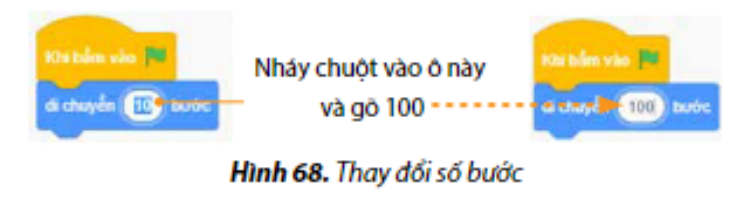 Khi bấm vào
di chuyển 10 bước
Nháy chuột vào ô này
và gõ 100
Khi bấm vào
di chuyển 100 bước
Hình 68. Thay đổi số bước